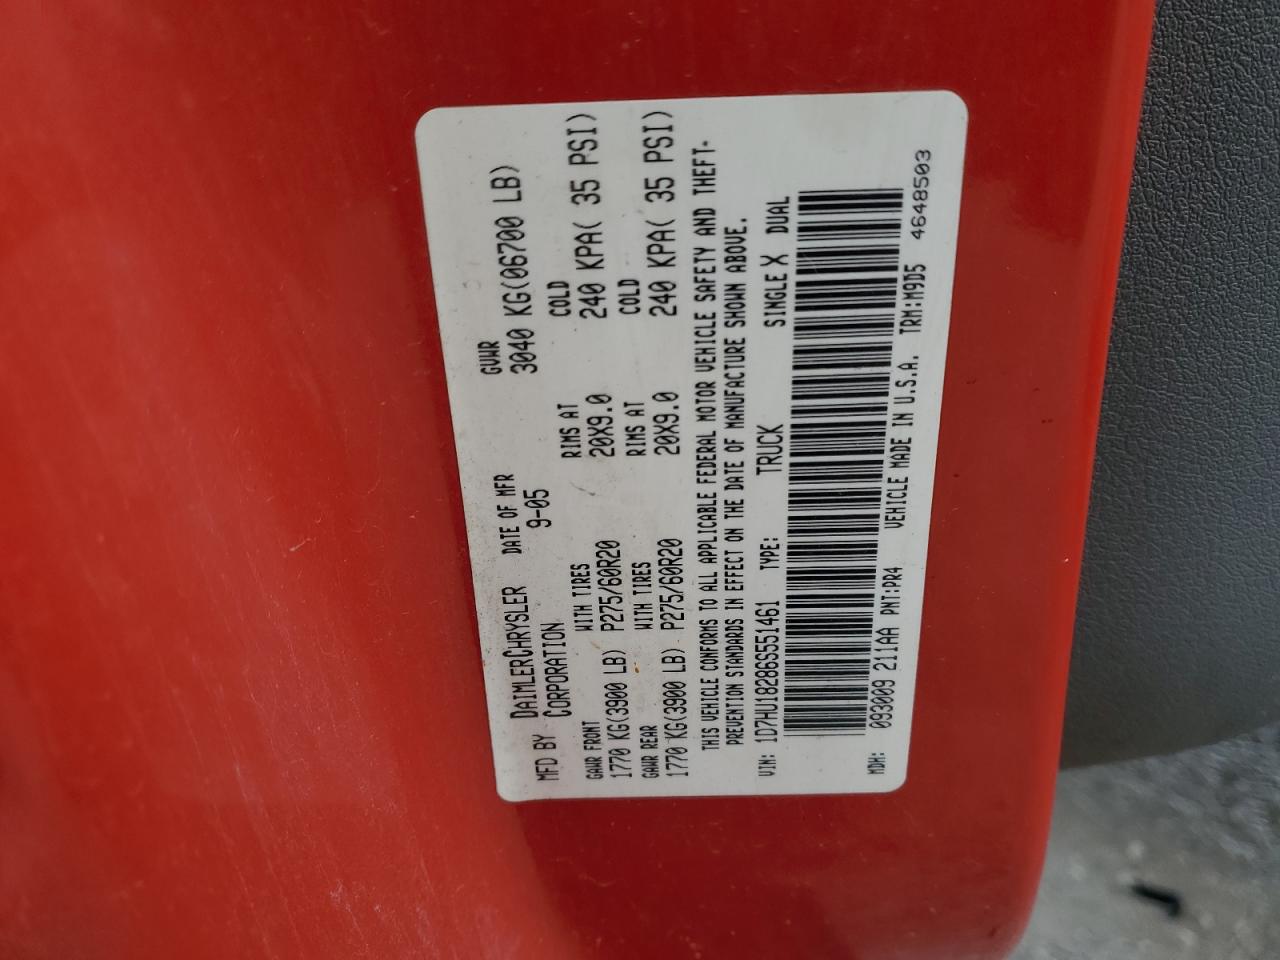 MFD BY DAIMLERCHRYSLER CORPORATION DATE OF MFR 9-05 GVWR 3040 KG(06700 LB)
GAWR FRONT WITH TIRES RIMS AT COLD
1770 KG(3900 LB) P275/60R20 20X9.0 240 KPA( 35 PSI)
GAWR REAR WITH TIRES RIMS AT COLD
1770 KG(3900 LB) P275/60R20 20X9.0 240 KPA( 35 PSI)
THIS VEHICLE CONFORMS TO ALL APPLICABLE FEDERAL MOTOR VEHICLE SAFETY AND THEFT-
PREVENTION STANDARDS IN EFFECT ON THE DATE OF MANUFACTURE SHOWN ABOVE.
VIN: 1D7HU18286S551461 TYPE: TRUCK SINGLE X DUAL
MDH: 093009 211AA PNT:PR4 VEHICLE MADE IN U.S.A. TRM:M9D5 4648503